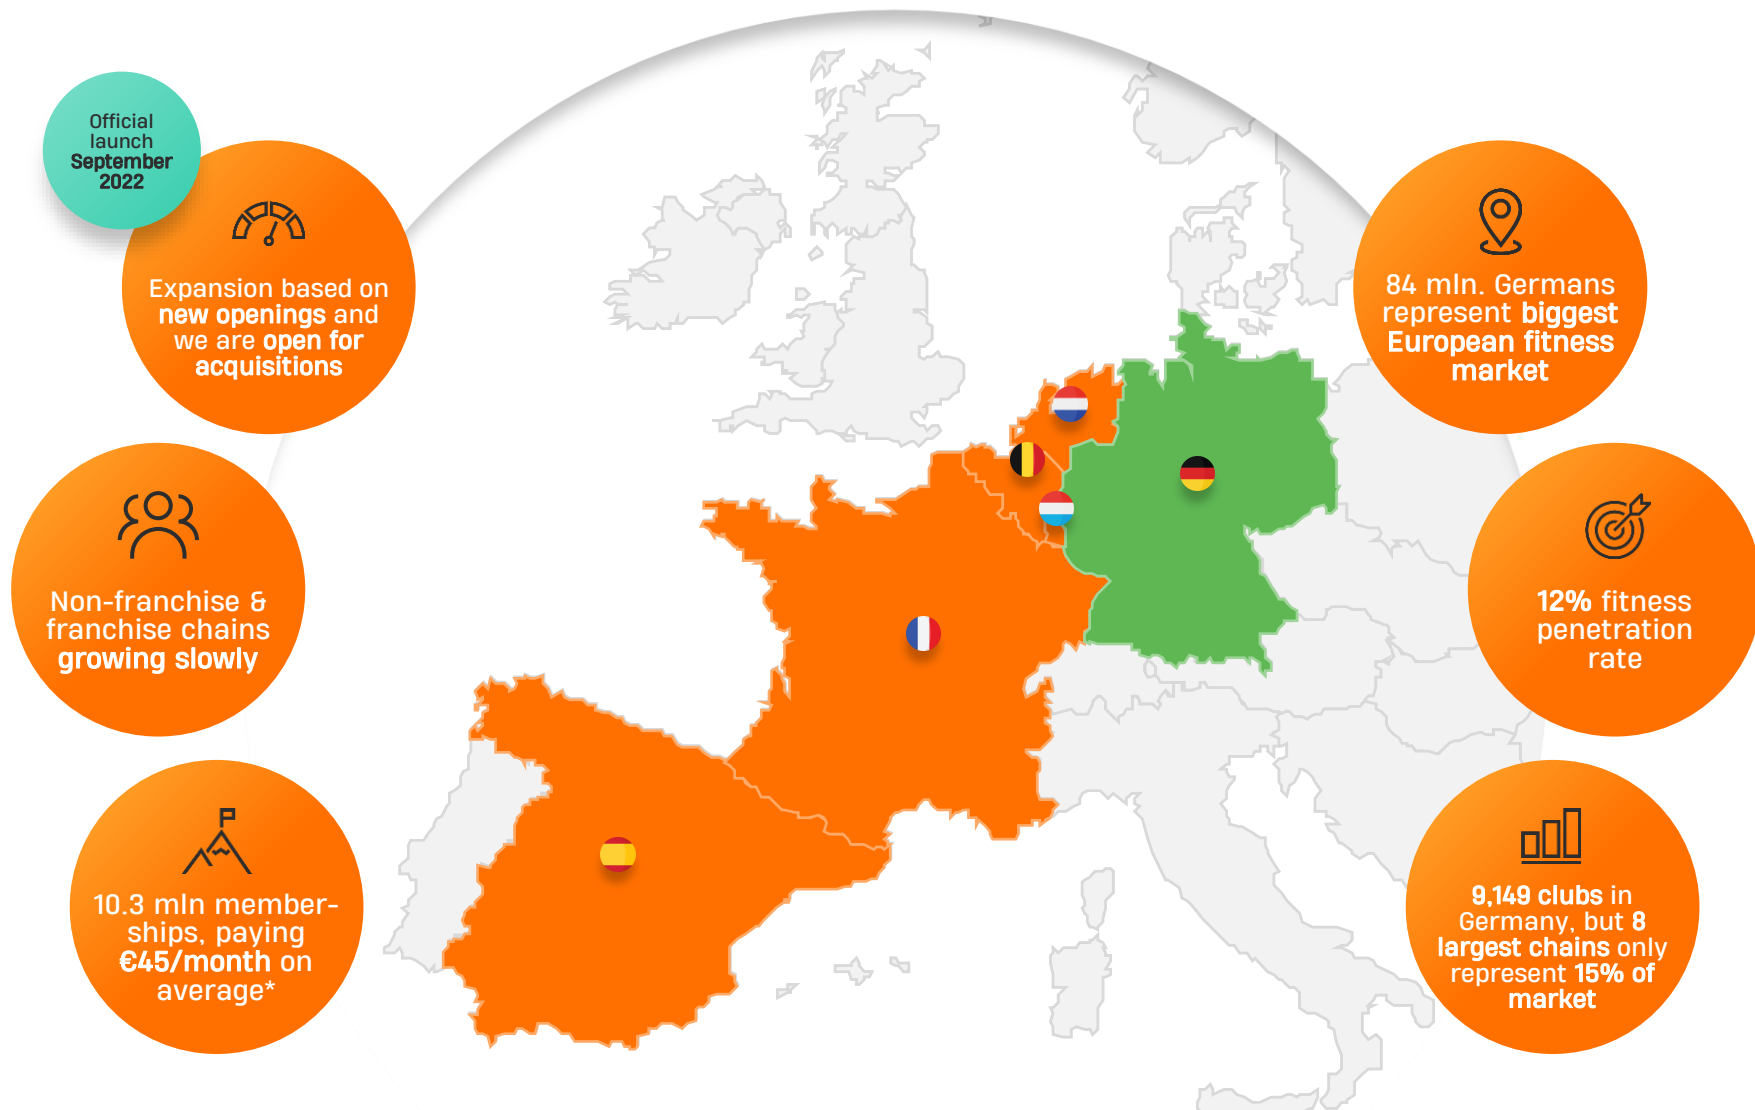 Official
launch
September
2022
Expansion based on
new openings and
we are open for
acquisitions
Non-franchise &
franchise chains
growing slowly
10.3 mln member-
ships, paying
€45/month on
average*
84 mln. Germans
represent biggest
European fitness
market
12% fitness
penetration
rate
9,149 clubs in
Germany, but 8
largest chains only
represent 15% of
market